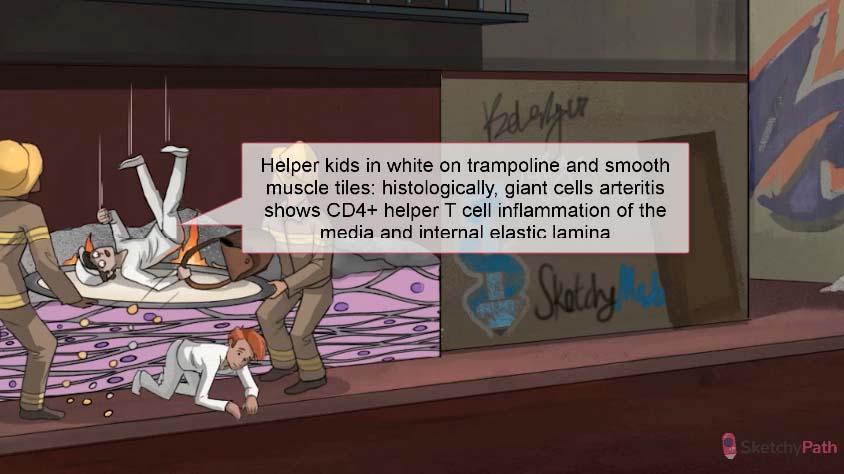 Helper kids in white on trampoline and smooth
muscle tiles: histologically, giant cells arteritis
shows CD4+ helper T cell inflammation of the
media and internal elastic lamina
SketchyMeds
SketchyPath